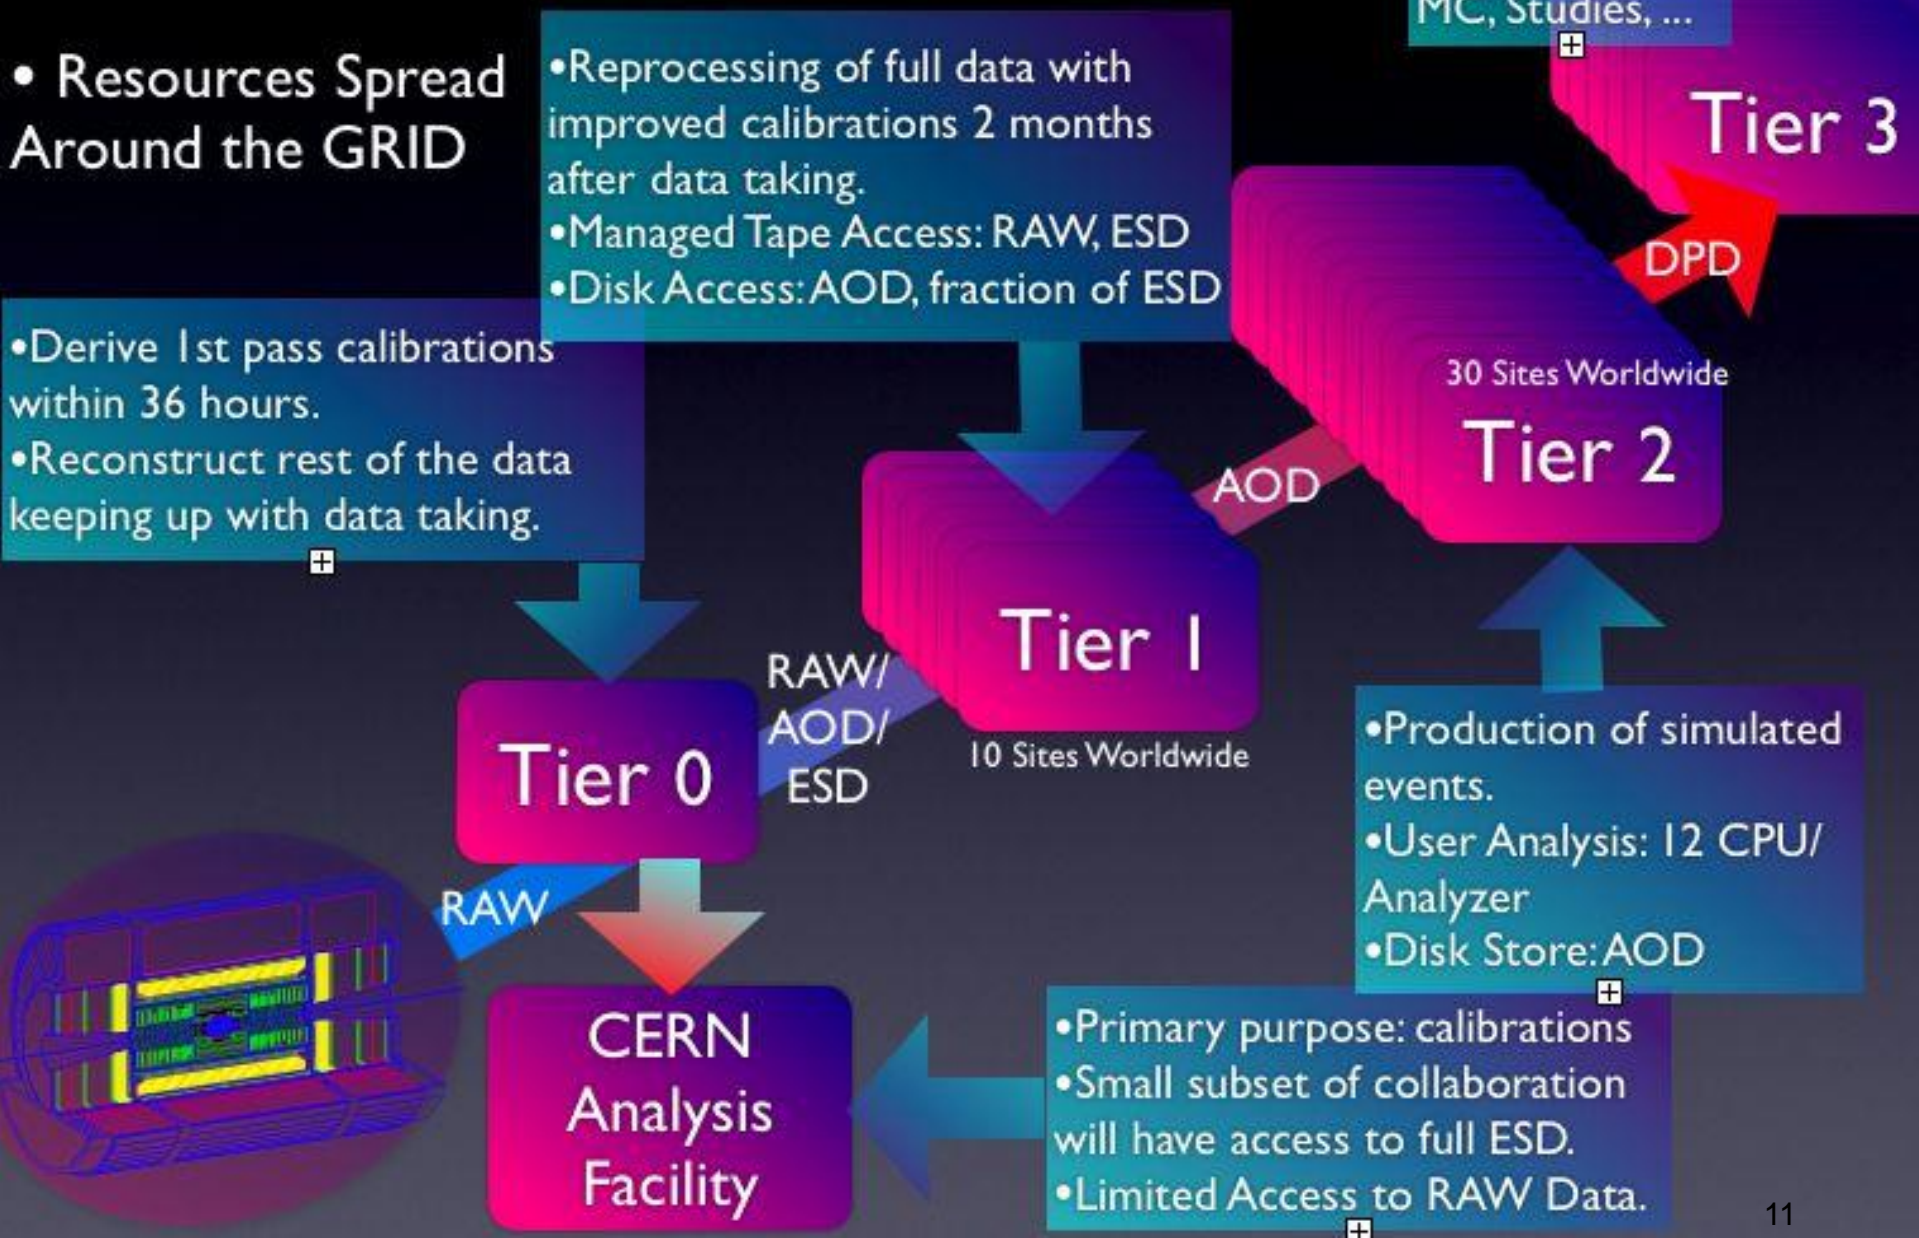 • Resources Spread
Around the GRID
•Reprocessing of full data with
improved calibrations 2 months
after data taking.
•Managed Tape Access: RAW, ESD
•Disk Access: AOD, fraction of ESD
MC, Studies, ...
Tier 3
DPD
•Derive 1st pass calibrations
within 36 hours.
•Reconstruct rest of the data
keeping up with data taking.
30 Sites Worldwide
Tier 2
AOD
Tier 1
10 Sites Worldwide
RAW/
AOD/
ESD
Tier 0
RAW
•Production of simulated
events.
•User Analysis: 12 CPU/
Analyzer
•Disk Store: AOD
CERN
Analysis
Facility
•Primary purpose: calibrations
•Small subset of collaboration
will have access to full ESD.
•Limited Access to RAW Data.
11